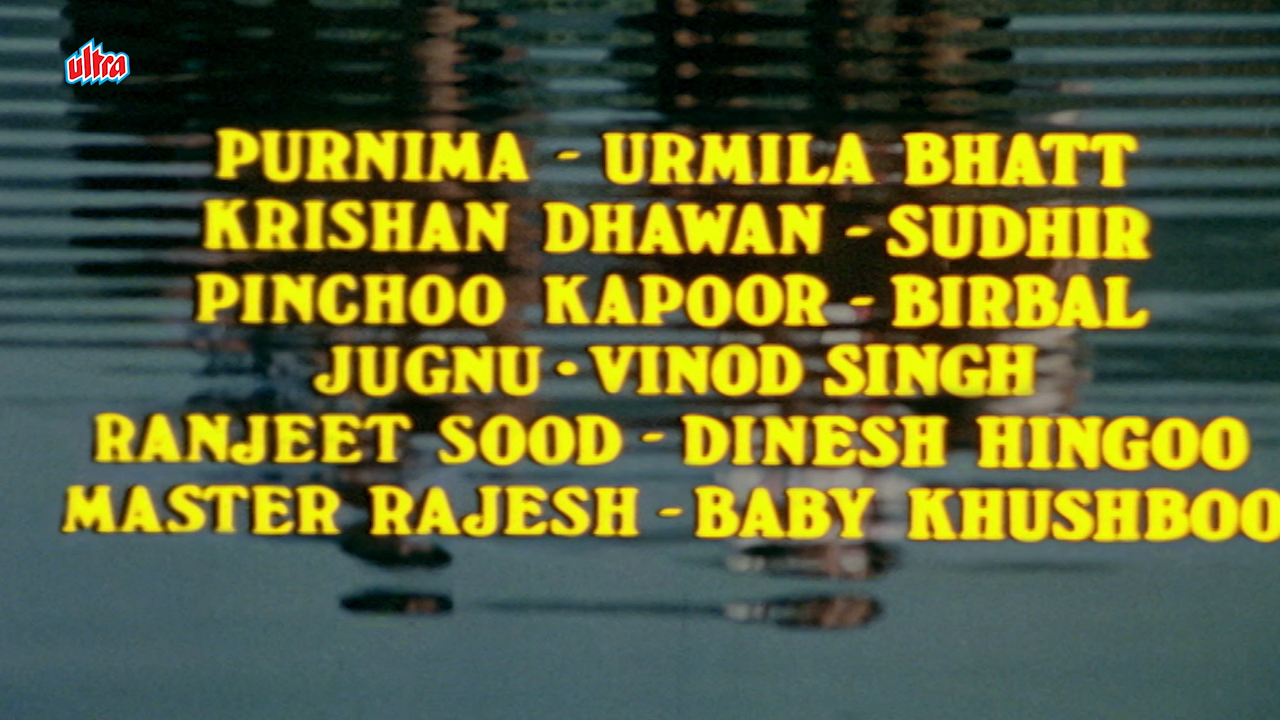 ultra
PURNIMA - URMILA BHATT
KRISHAN DHAWAN - SUDHIR
PINCHOO KAPOOR - BIRBAL
JUGNU - VINOD SINGH
RANJEET SOOD - DINESH HINGOO
MASTER RAJESH - BABY KHUSHBOO